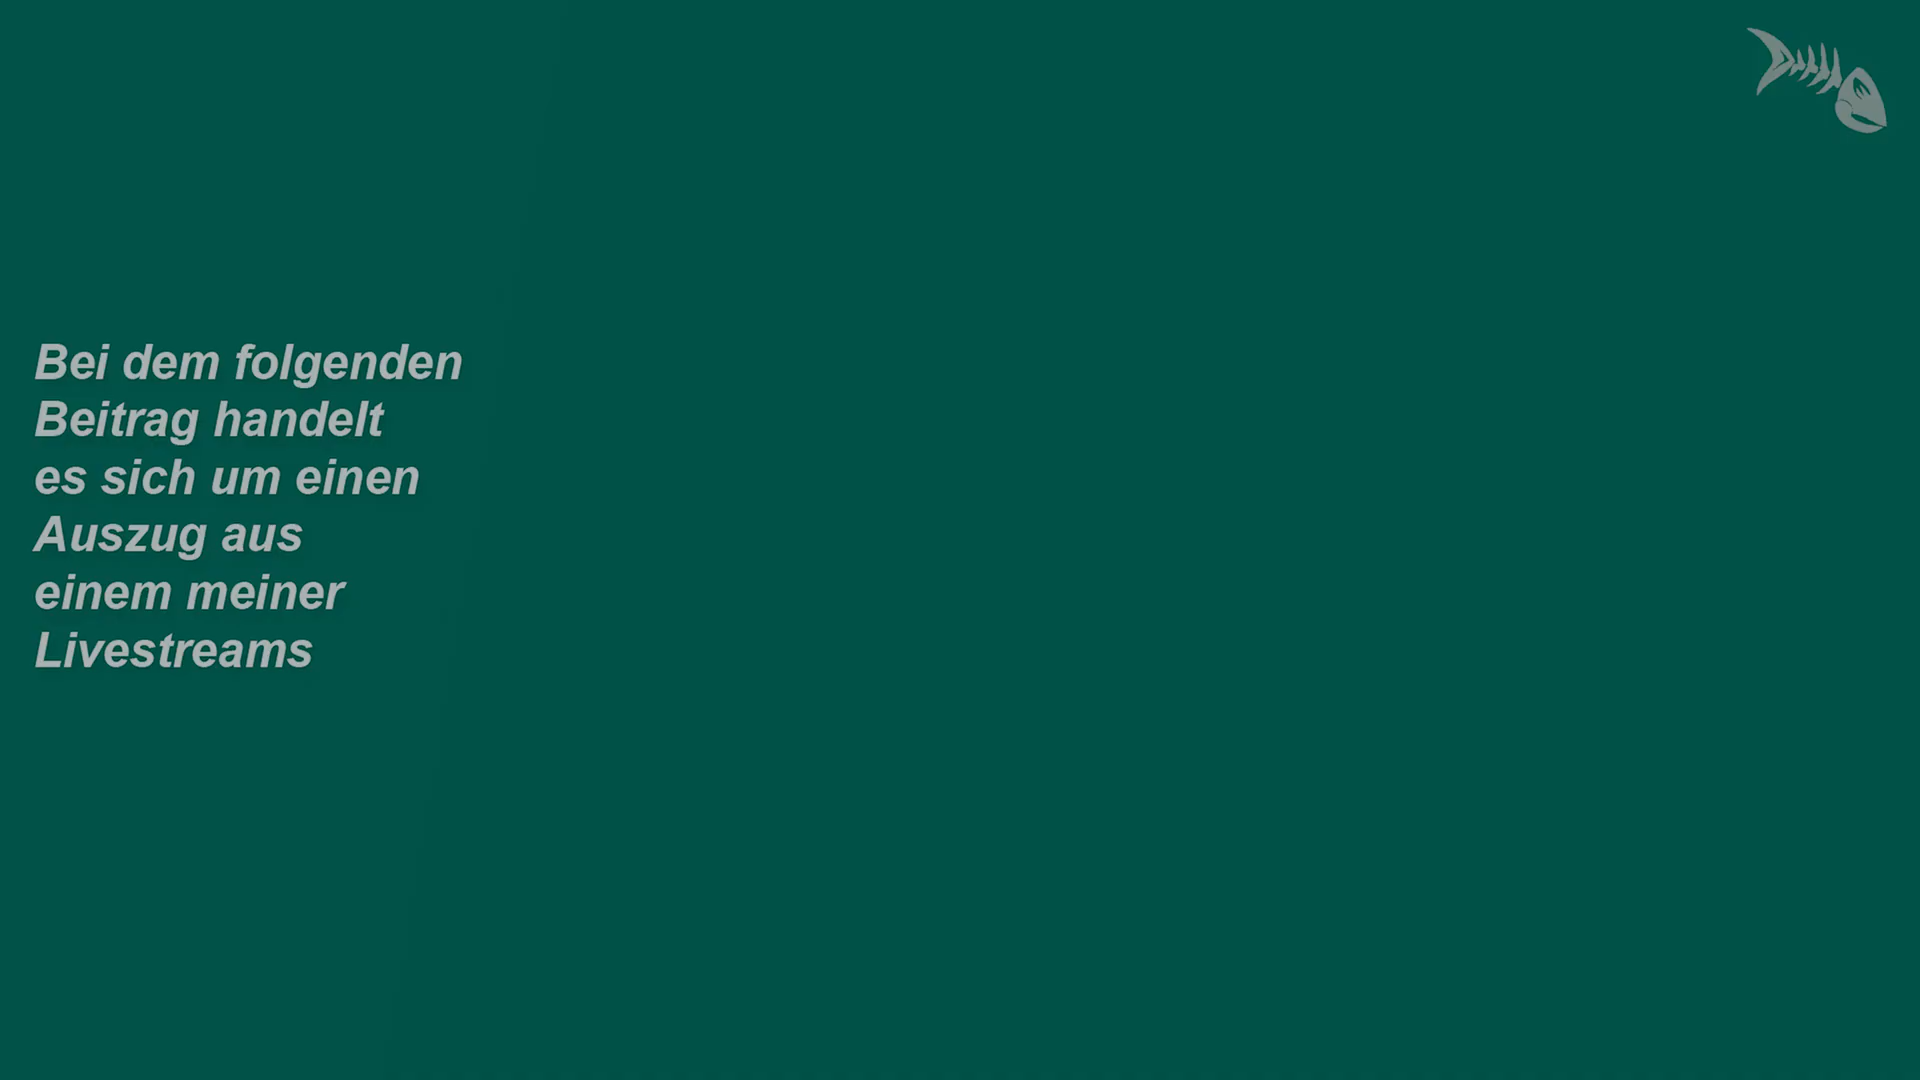 Bei dem folgenden
Beitrag handelt
es sich um einen
Auszug aus
einem meiner
Livestreams